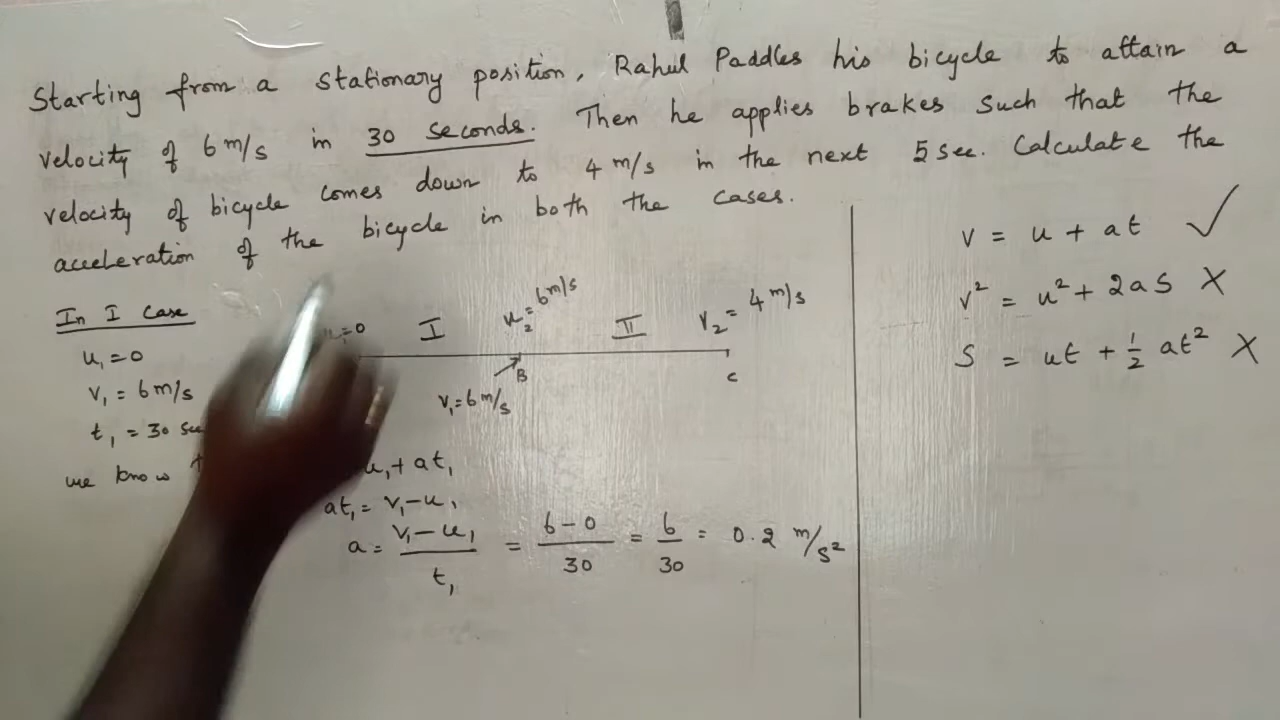 Starting from a stationary position, Rahul Paddles his bicycle to attain a
velocity of 6 m/s in 30 seconds. Then he applies brakes such that the
velocity of bicycle comes down to 4 m/s in the next 5 sec. Calculate the
acceleration of the bicycle in both the cases.
In I case
u₁ = 0
v₁ = 6 m/s
t₁ = 30
we know
=0 I u₂ = 6 m/s II v₂ = 4 m/s
B C
v₁ = 6 m/s
u₁ + at₁
at₁ = v₁ - u₁
a = (v₁ - u₁)/t₁ = (6 - 0)/30 = 6/30 = 0.2 m/s²
v = u + at ✓
v² = u² + 2as X
S = ut + 1/2 at² X